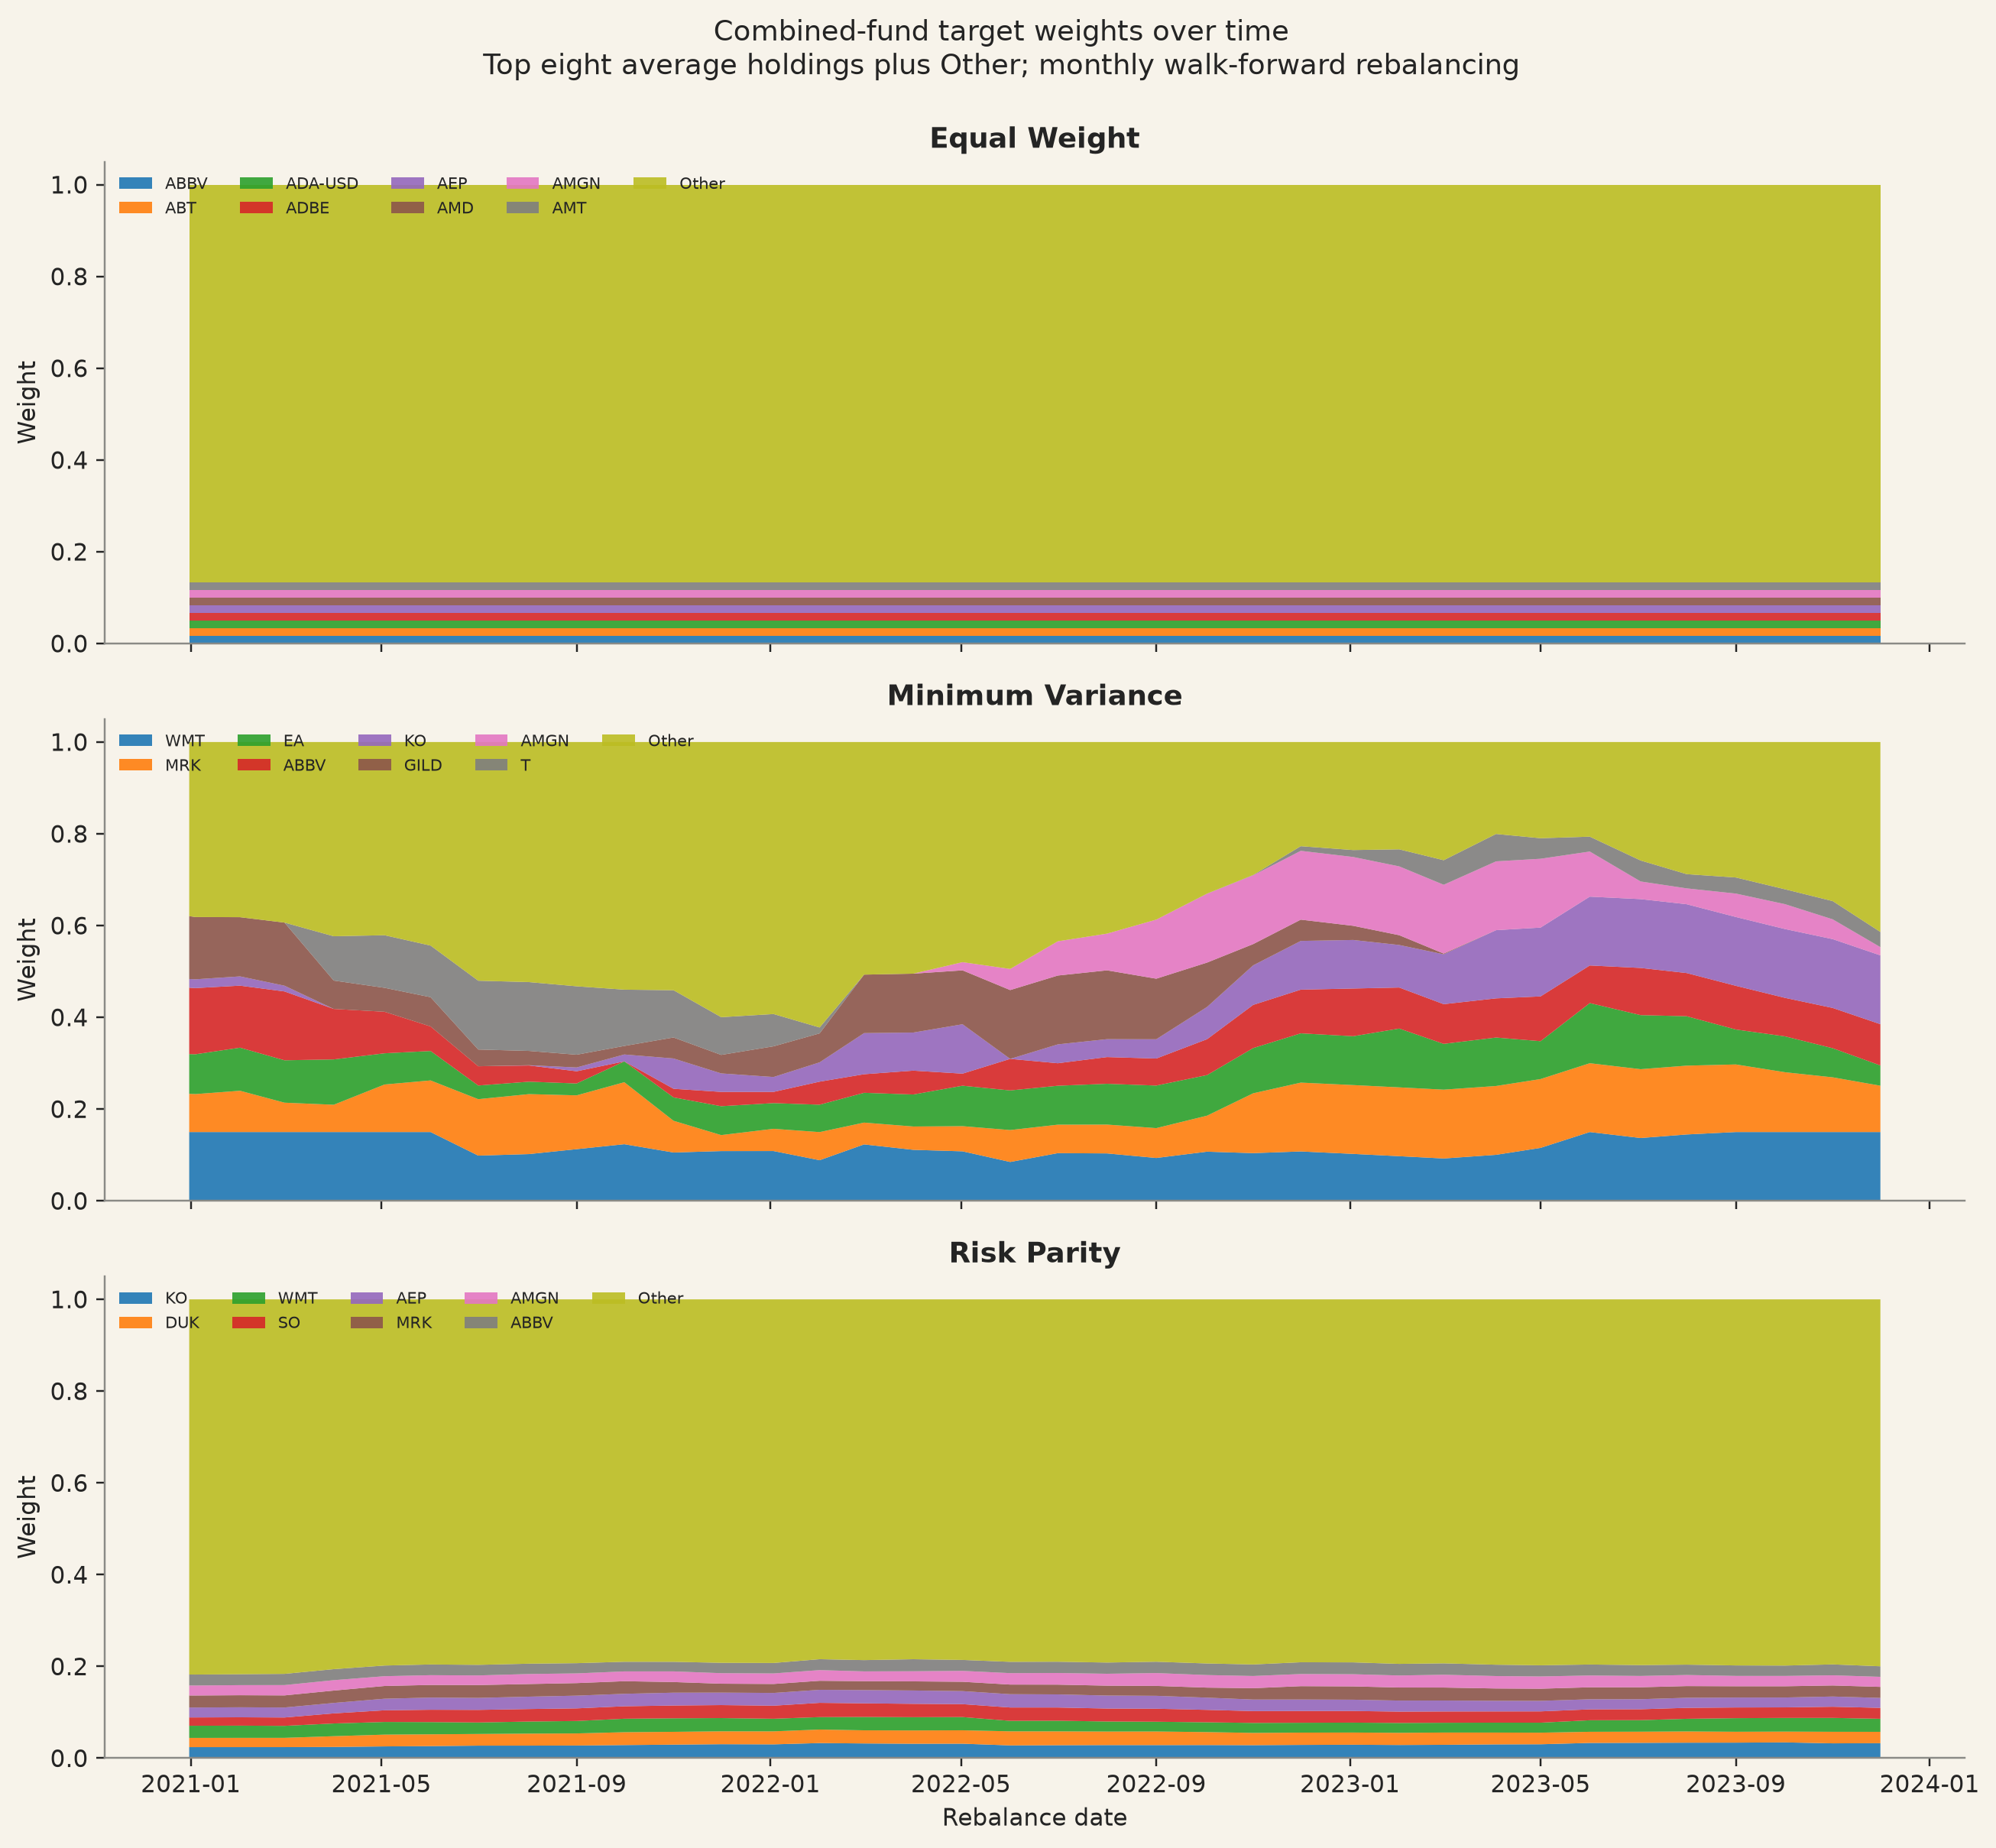 Combined-fund target weights over time
Top eight average holdings plus Other; monthly walk-forward rebalancing
Equal Weight
ABBV ADA-USD AEP AMGN Other
ABT ADBE AMD AMT
1.0
0.8
0.6
0.4
0.2
0.0
Weight
Minimum Variance
WMT EA KO AMGN Other
MRK ABBV GILD T
1.0
0.8
0.6
0.4
0.2
0.0
Weight
Risk Parity
KO WMT AEP AMGN Other
DUK SO MRK ABBV
1.0
0.8
0.6
0.4
0.2
0.0
Weight
2021-01 2021-05 2021-09 2022-01 2022-05 2022-09 2023-01 2023-05 2023-09 2024-01
Rebalance date